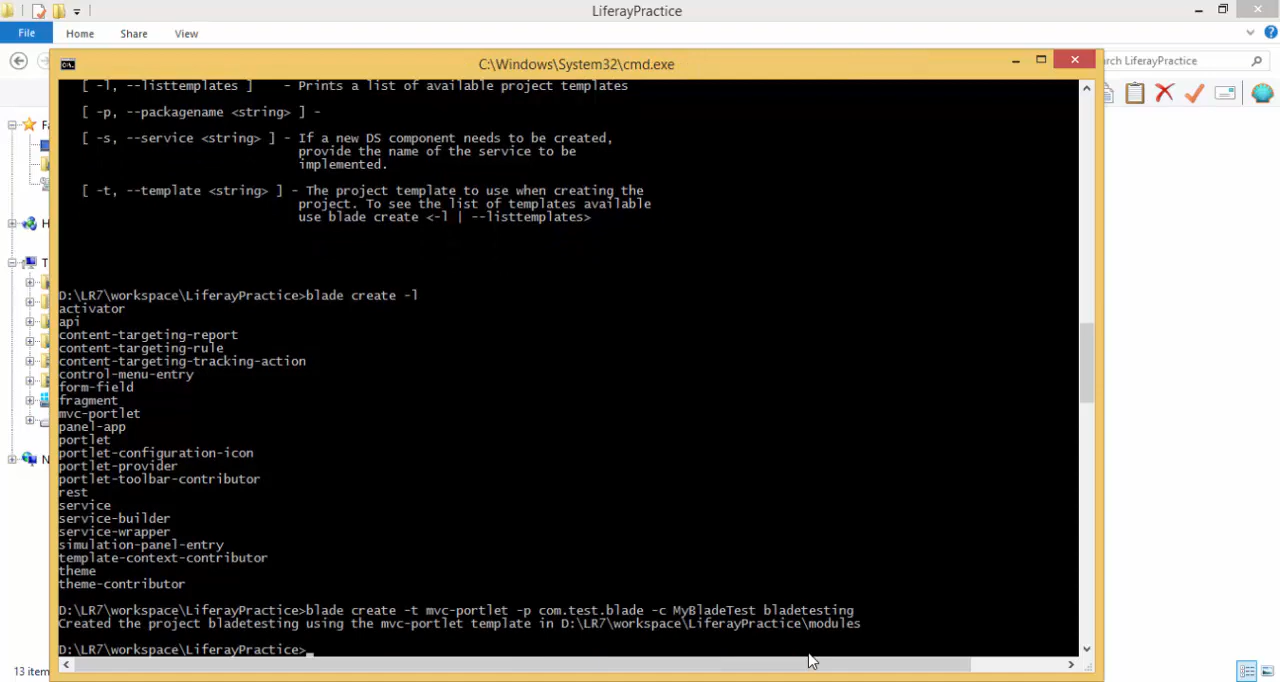 LiferayPractice
File
Home
Share
View
C:\Windows\System32\cmd.exe
rch LiferayPractice
[ -l, --listtemplates ] - Prints a list of available project templates
[ -p, --packagename <string> ] -
[ -s, --service <string> ] - If a new DS component needs to be created,
provide the name of the service to be
implemented.
[ -t, --template <string> ] - The project template to use when creating the
project. To see the list of templates available
use blade create <-l | --listtemplates>
D:\LR7\workspace\LiferayPractice>blade create -l
activator
api
content-targeting-report
content-targeting-rule
content-targeting-tracking-action
control-menu-entry
form-field
fragment
mvc-portlet
panel-app
portlet
portlet-configuration-icon
portlet-provider
portlet-toolbar-contributor
rest
service
service-builder
service-wrapper
simulation-panel-entry
template-context-contributor
theme
theme-contributor
D:\LR7\workspace\LiferayPractice>blade create -t mvc-portlet -p com.test.blade -c MyBladeTest bladetesting
Created the project bladetesting using the mvc-portlet template in D:\LR7\workspace\LiferayPractice\modules
D:\LR7\workspace\LiferayPractice>_
Fa
H
T
N
13 item